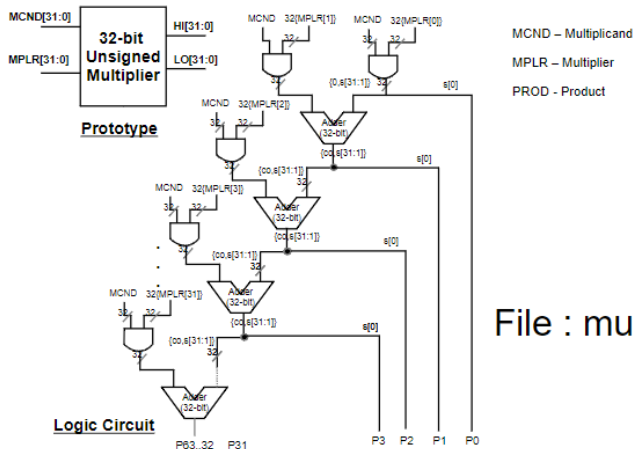 MCND[31:0]
MPLR[31:0]
32-bit
Unsigned
Multiplier
HI[31:0]
LO[31:0]
Prototype
MCND
32{MPLR[1]}
MCND
32{MPLR[0]}
32
32
32
32
MCND – Multiplicand
MPLR – Multiplier
PROD - Product
32
32
{0,s[31:1]}
s[0]
Adder
(32-bit)
{co,s[31:1]}
MCND
32{MPLR[2]}
32
32
32
{co,s[31:1]}
32
s[0]
Adder
(32-bit)
{co,s[31:1]}
MCND
32{MPLR[3]}
32
32
32
{co,s[31:1]}
32
s[0]
Adder
(32-bit)
{co,s[31:1]}
MCND
32{MPLR[31]}
32
32
32
{co,s[31:1]}
32
s[0]
Adder
(32-bit)
File : mu
Logic Circuit
P63..32
P31
P3
P2
P1
P0